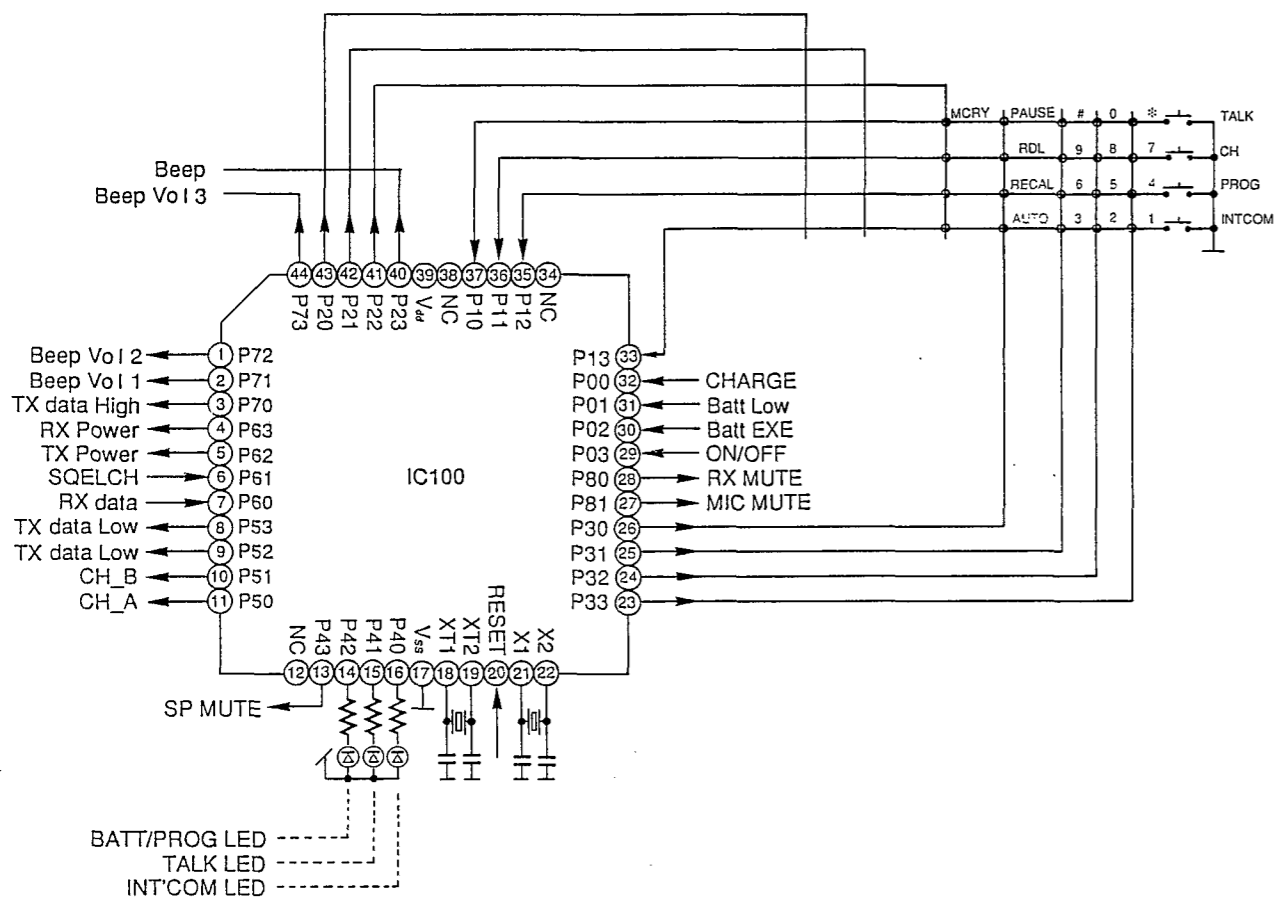 MCRY PAUSE # 0 * TALK
RDL 9 8 7 CH
RECAL 6 5 4 PROG
AUTO 3 2 1 INTCOM
Beep
Beep Vol 3
44 43 42 41 40 39 38 37 36 35 34
P73 P20 P21 P22 P23 Vdd NC P10 P11 P12 NC
Beep Vol 2 1 P72
Beep Vol 1 2 P71
TX data High 3 P70
RX Power 4 P63
TX Power 5 P62
SQELCH 6 P61
RX data 7 P60
TX data Low 8 P53
TX data Low 9 P52
CH_B 10 P51
CH_A 11 P50
IC100
P13 33
P00 32 CHARGE
P01 31 Batt Low
P02 30 Batt EXE
P03 29 ON/OFF
P80 28 RX MUTE
P81 27 MIC MUTE
P30 26
P31 25
P32 24
P33 23
NC P43 P42 P41 P40 Vss XT1 XT2 RESET X1 X2
12 13 14 15 16 17 18 19 20 21 22
SP MUTE
BATT/PROG LED
TALK LED
INT'COM LED